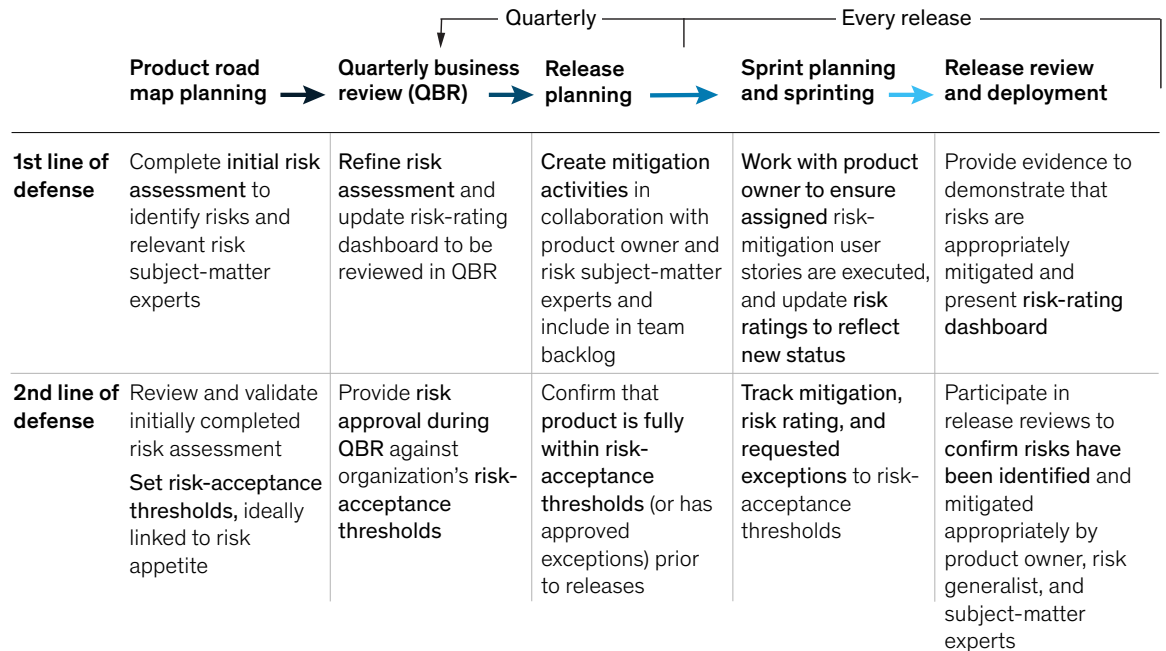 Quarterly
Every release
Product road
map planning
Quarterly business
review (QBR)
Release
planning
Sprint planning
and sprinting
Release review
and deployment
1st line of
defense
Complete initial risk
assessment to
identify risks and
relevant risk
subject-matter
experts
Refine risk
assessment and
update risk-rating
dashboard to be
reviewed in QBR
Create mitigation
activities in
collaboration with
product owner and
risk subject-matter
experts and
include in team
backlog
Work with product
owner to ensure
assigned risk-
mitigation user
stories are executed,
and update risk
ratings to reflect
new status
Provide evidence to
demonstrate that
risks are
appropriately
mitigated and
present risk-rating
dashboard
2nd line of
defense
Review and validate
initially completed
risk assessment
Set risk-acceptance
thresholds, ideally
linked to risk
appetite
Provide risk
approval during
QBR against
organization’s risk-
acceptance
thresholds
Confirm that
product is fully
within risk-
acceptance
thresholds (or has
approved
exceptions) prior
to releases
Track mitigation,
risk rating, and
requested
exceptions to risk-
acceptance
thresholds
Participate in
release reviews to
confirm risks have
been identified and
mitigated
appropriately by
product owner, risk
generalist, and
subject-matter
experts